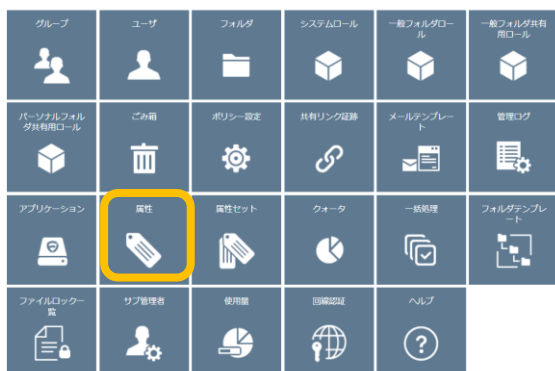 グループ
ユーザ
フォルダ
システムロール
一般フォルダロー
ル
一般フォルダ共有
用ロール
パーソナルフォル
ダ共有用ロール
ごみ箱
ポリシー設定
共有リンク証跡
メールテンプレー
ト
管理ログ
アプリケーション
属性
属性セット
クォータ
一括処理
フォルダテンプレ
ート
ファイルロック一
覧
サブ管理者
使用量
回線認証
ヘルプ